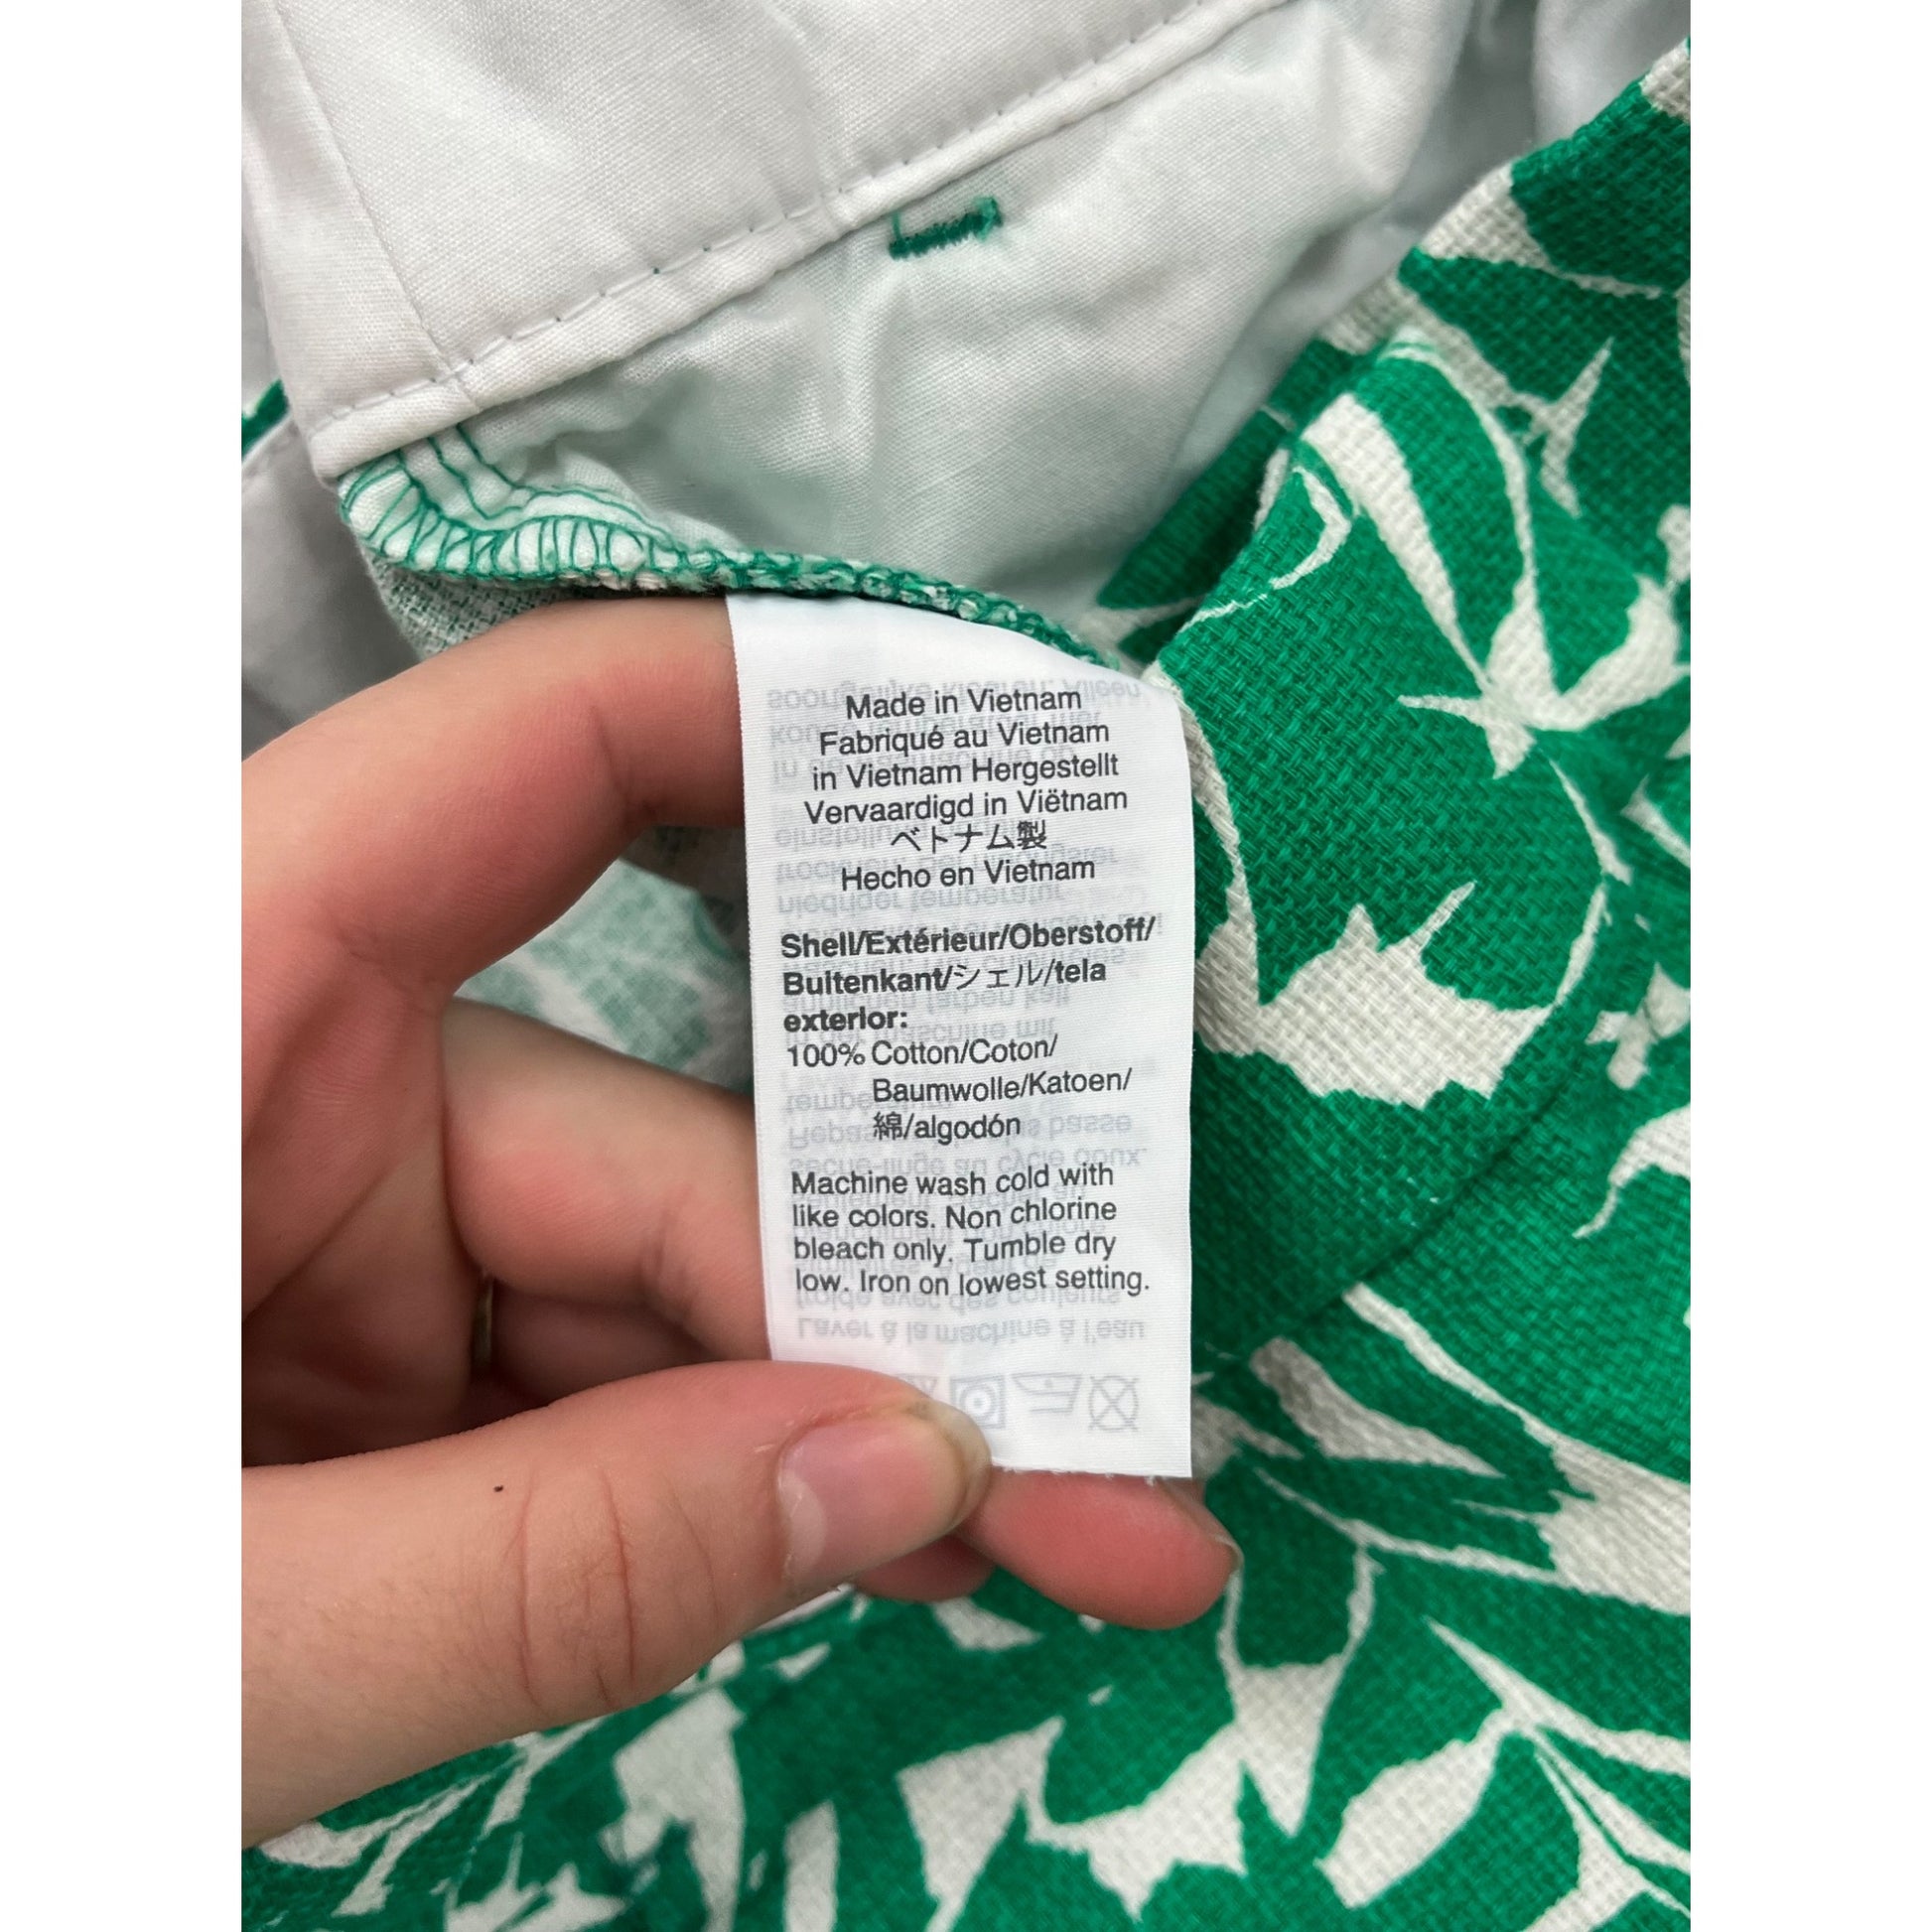 Made in Vietnam
Fabriqué au Vietnam
in Vietnam Hergestellt
Vervaardigd in Viëtnam
ベトナム製
Hecho en Vietnam
Shell/Extérieur/Oberstoff/
Buitenkant/シェル/tela
exterior:
100% Cotton/Coton/
Baumwolle/Katoen/
綿/algodón
Machine wash cold with
like colors. Non chlorine
bleach only. Tumble dry
low. Iron on lowest setting.